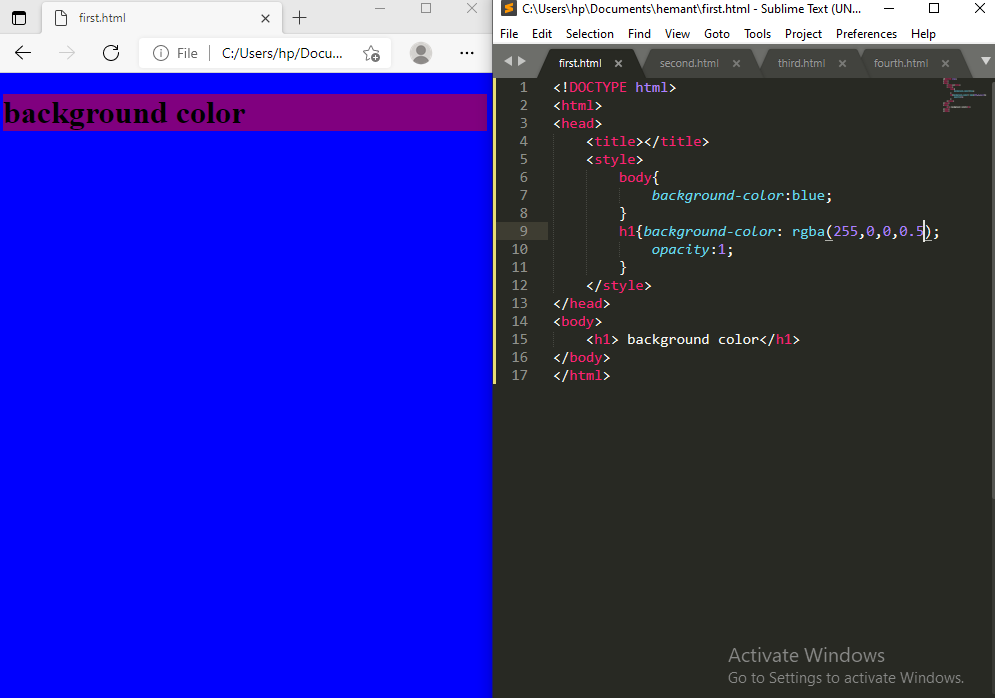 first.html
File C:/Users/hp/Docu...
background color
C:\Users\hp\Documents\hemant\first.html - Sublime Text (UN...
File Edit Selection Find View Goto Tools Project Preferences Help
first.html second.html third.html fourth.html
1 <!DOCTYPE html>
2 <html>
3 <head>
4 <title></title>
5 <style>
6 body{
7 background-color:blue;
8 }
9 h1{background-color: rgba(255,0,0,0.5);
10 opacity:1;
11 }
12 </style>
13 </head>
14 <body>
15 <h1> background color</h1>
16 </body>
17 </html>
Activate Windows
Go to Settings to activate Windows.